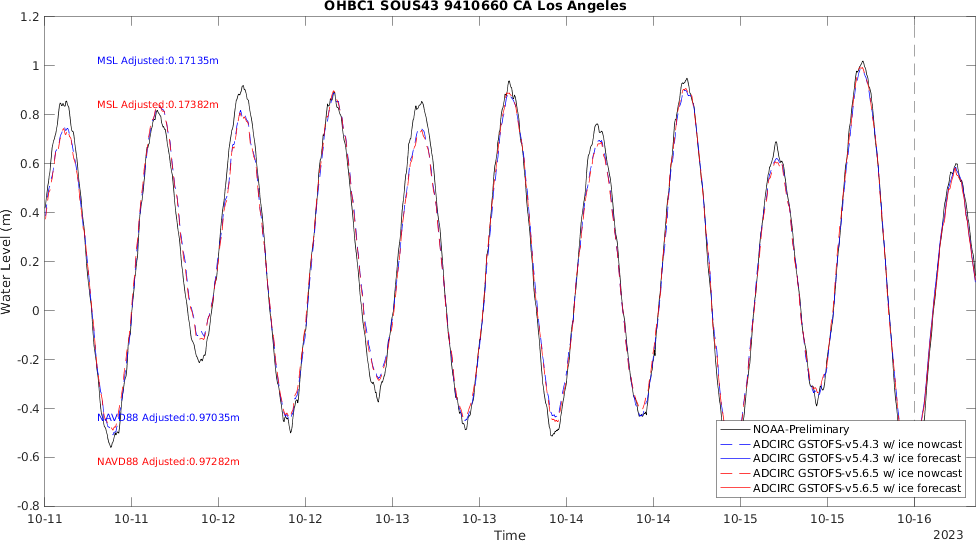 OHBC1 SOUS43 9410660 CA Los Angeles
1.2
1
0.8
0.6
0.4
0.2
0
-0.2
-0.4
-0.6
-0.8
Water Level (m)
MSL Adjusted:0.17135m
MSL Adjusted:0.17382m
NAVD88 Adjusted:0.97035m
NAVD88 Adjusted:0.97282m
NOAA-Preliminary
ADCIRC GSTOFS-v5.4.3 w/ ice nowcast
ADCIRC GSTOFS-v5.4.3 w/ ice forecast
ADCIRC GSTOFS-v5.6.5 w/ ice nowcast
ADCIRC GSTOFS-v5.6.5 w/ ice forecast
10-11 10-11 10-12 10-12 10-13 10-13 10-14 10-14 10-15 10-15 10-16
Time
2023